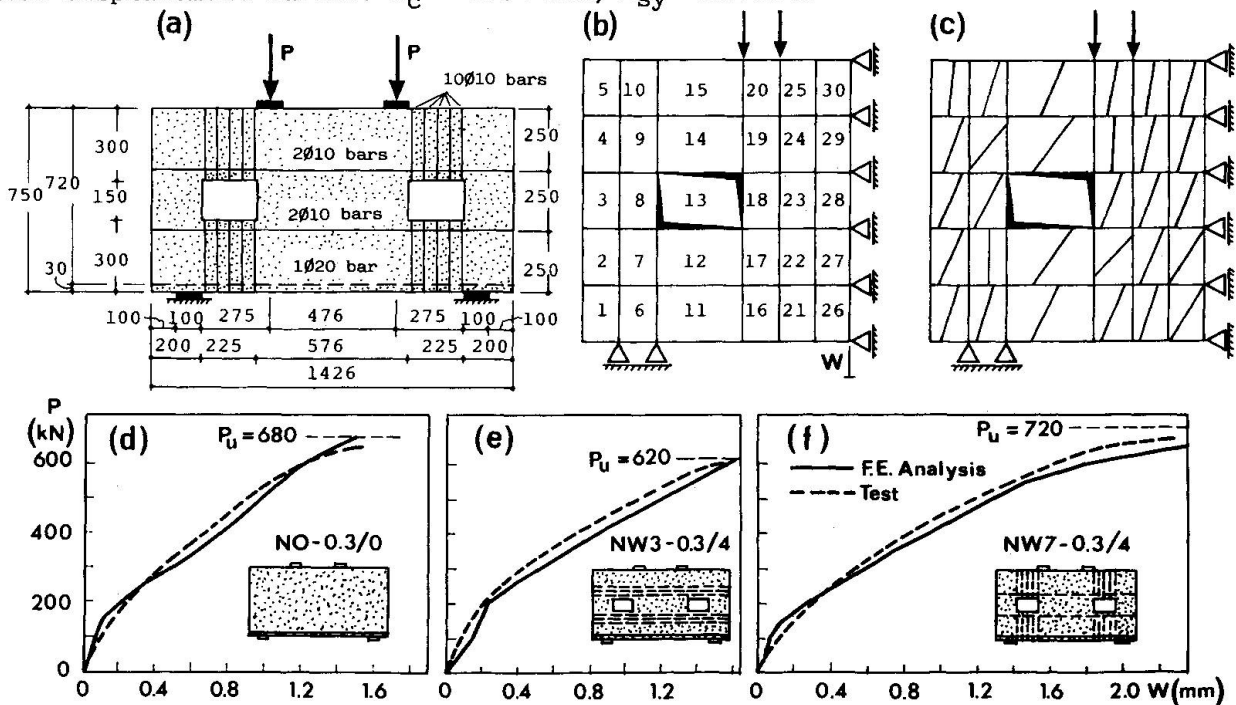 (a)
(b)
(c)
P
P
10Ø10 bars
2Ø10 bars
2Ø10 bars
1Ø20 bar
750
720
300
150
300
30
250
250
250
100
100
275
476
275
100
100
200
225
576
225
200
1426
5 10 15 20 25 30
4 9 14 19 24 29
3 8 13 18 23 28
2 7 12 17 22 27
1 6 11 16 21 26
W
P
(kN)
600
400
200
0
(d)
Pu=680
NO-0.3/0
0 0.4 0.8 1.2 1.6
(e)
Pu=620
NW3-0.3/4
0 0.4 0.8 1.2
(f)
Pu=720
F.E. Analysis
Test
NW7-0.3/4
0 0.4 0.8 1.2 1.6 2.0 W(mm)